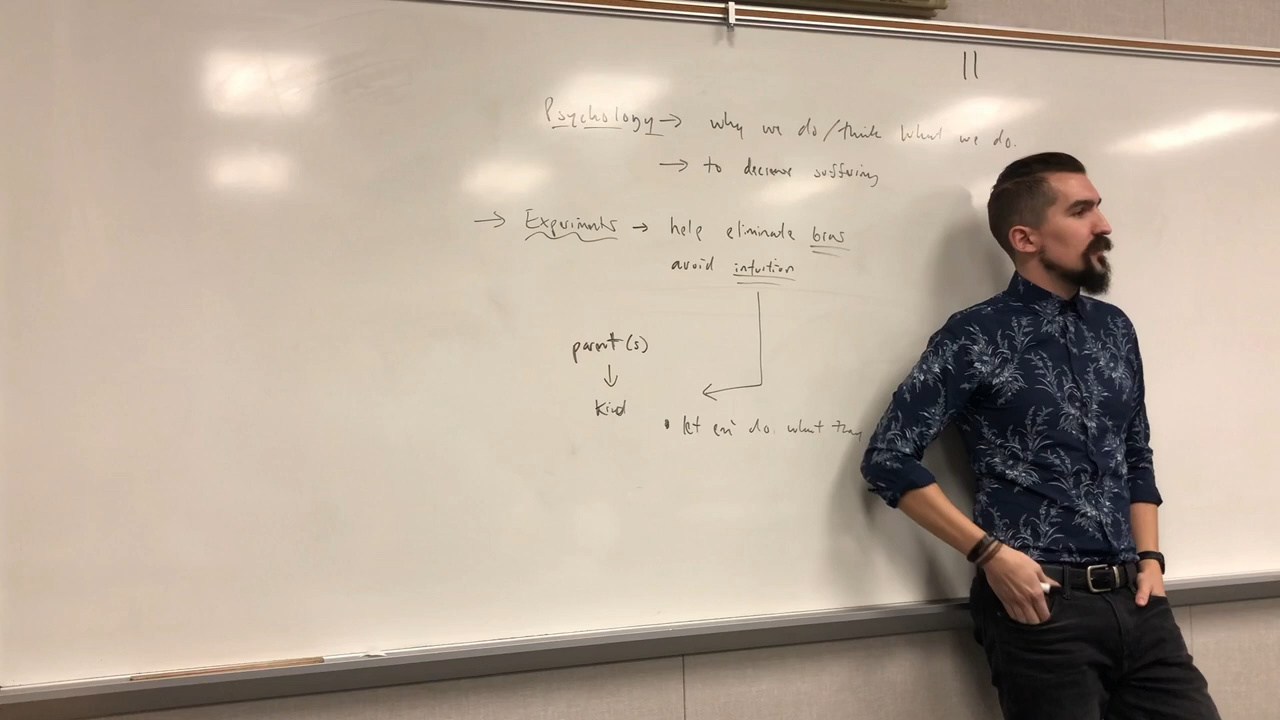 ||
Psychology → why we do/think what we do.
→ to decrease suffering
→ Experiments → help eliminate bias
avoid intuition
parent(s)
↓
kid
• let em do what they